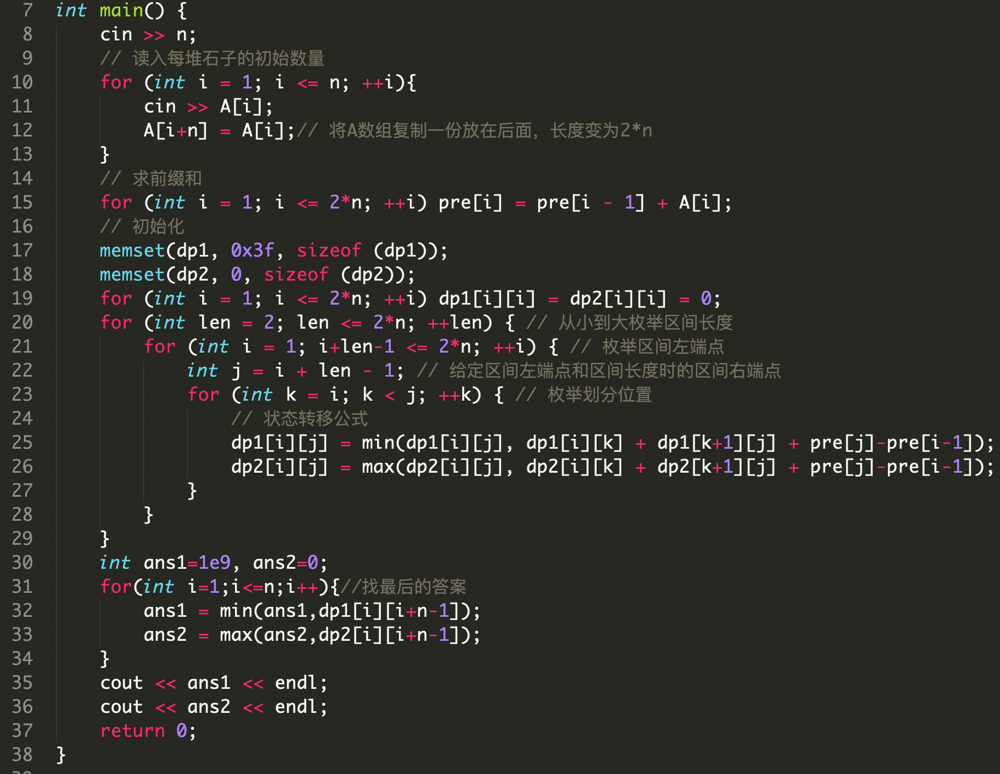 7 int main() {
8 cin >> n;
9 // 读入每堆石子的初始数量
10 for (int i = 1; i <= n; ++i){
11 cin >> A[i];
12 A[i+n] = A[i];// 将A数组复制一份放在后面，长度变为2*n
13 }
14 // 求前缀和
15 for (int i = 1; i <= 2*n; ++i) pre[i] = pre[i - 1] + A[i];
16 // 初始化
17 memset(dp1, 0x3f, sizeof (dp1));
18 memset(dp2, 0, sizeof (dp2));
19 for (int i = 1; i <= 2*n; ++i) dp1[i][i] = dp2[i][i] = 0;
20 for (int len = 2; len <= 2*n; ++len) { // 从小到大枚举区间长度
21 for (int i = 1; i+len-1 <= 2*n; ++i) { // 枚举区间左端点
22 int j = i + len - 1; // 给定区间左端点和区间长度时的区间右端点
23 for (int k = i; k < j; ++k) { // 枚举划分位置
24 // 状态转移公式
25 dp1[i][j] = min(dp1[i][j], dp1[i][k] + dp1[k+1][j] + pre[j]-pre[i-1]);
26 dp2[i][j] = max(dp2[i][j], dp2[i][k] + dp2[k+1][j] + pre[j]-pre[i-1]);
27 }
28 }
29 }
30 int ans1=1e9, ans2=0;
31 for(int i=1;i<=n;i++){//找最后的答案
32 ans1 = min(ans1,dp1[i][i+n-1]);
33 ans2 = max(ans2,dp2[i][i+n-1]);
34 }
35 cout << ans1 << endl;
36 cout << ans2 << endl;
37 return 0;
38 }